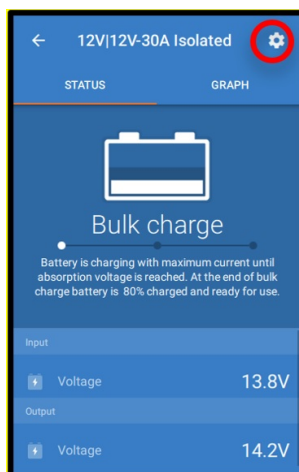 12V|12V-30A Isolated
STATUS GRAPH
Bulk charge
Battery is charging with maximum current until
absorption voltage is reached. At the end of bulk
charge battery is 80% charged and ready for use.
Input
Voltage 13.8V
Output
Voltage 14.2V